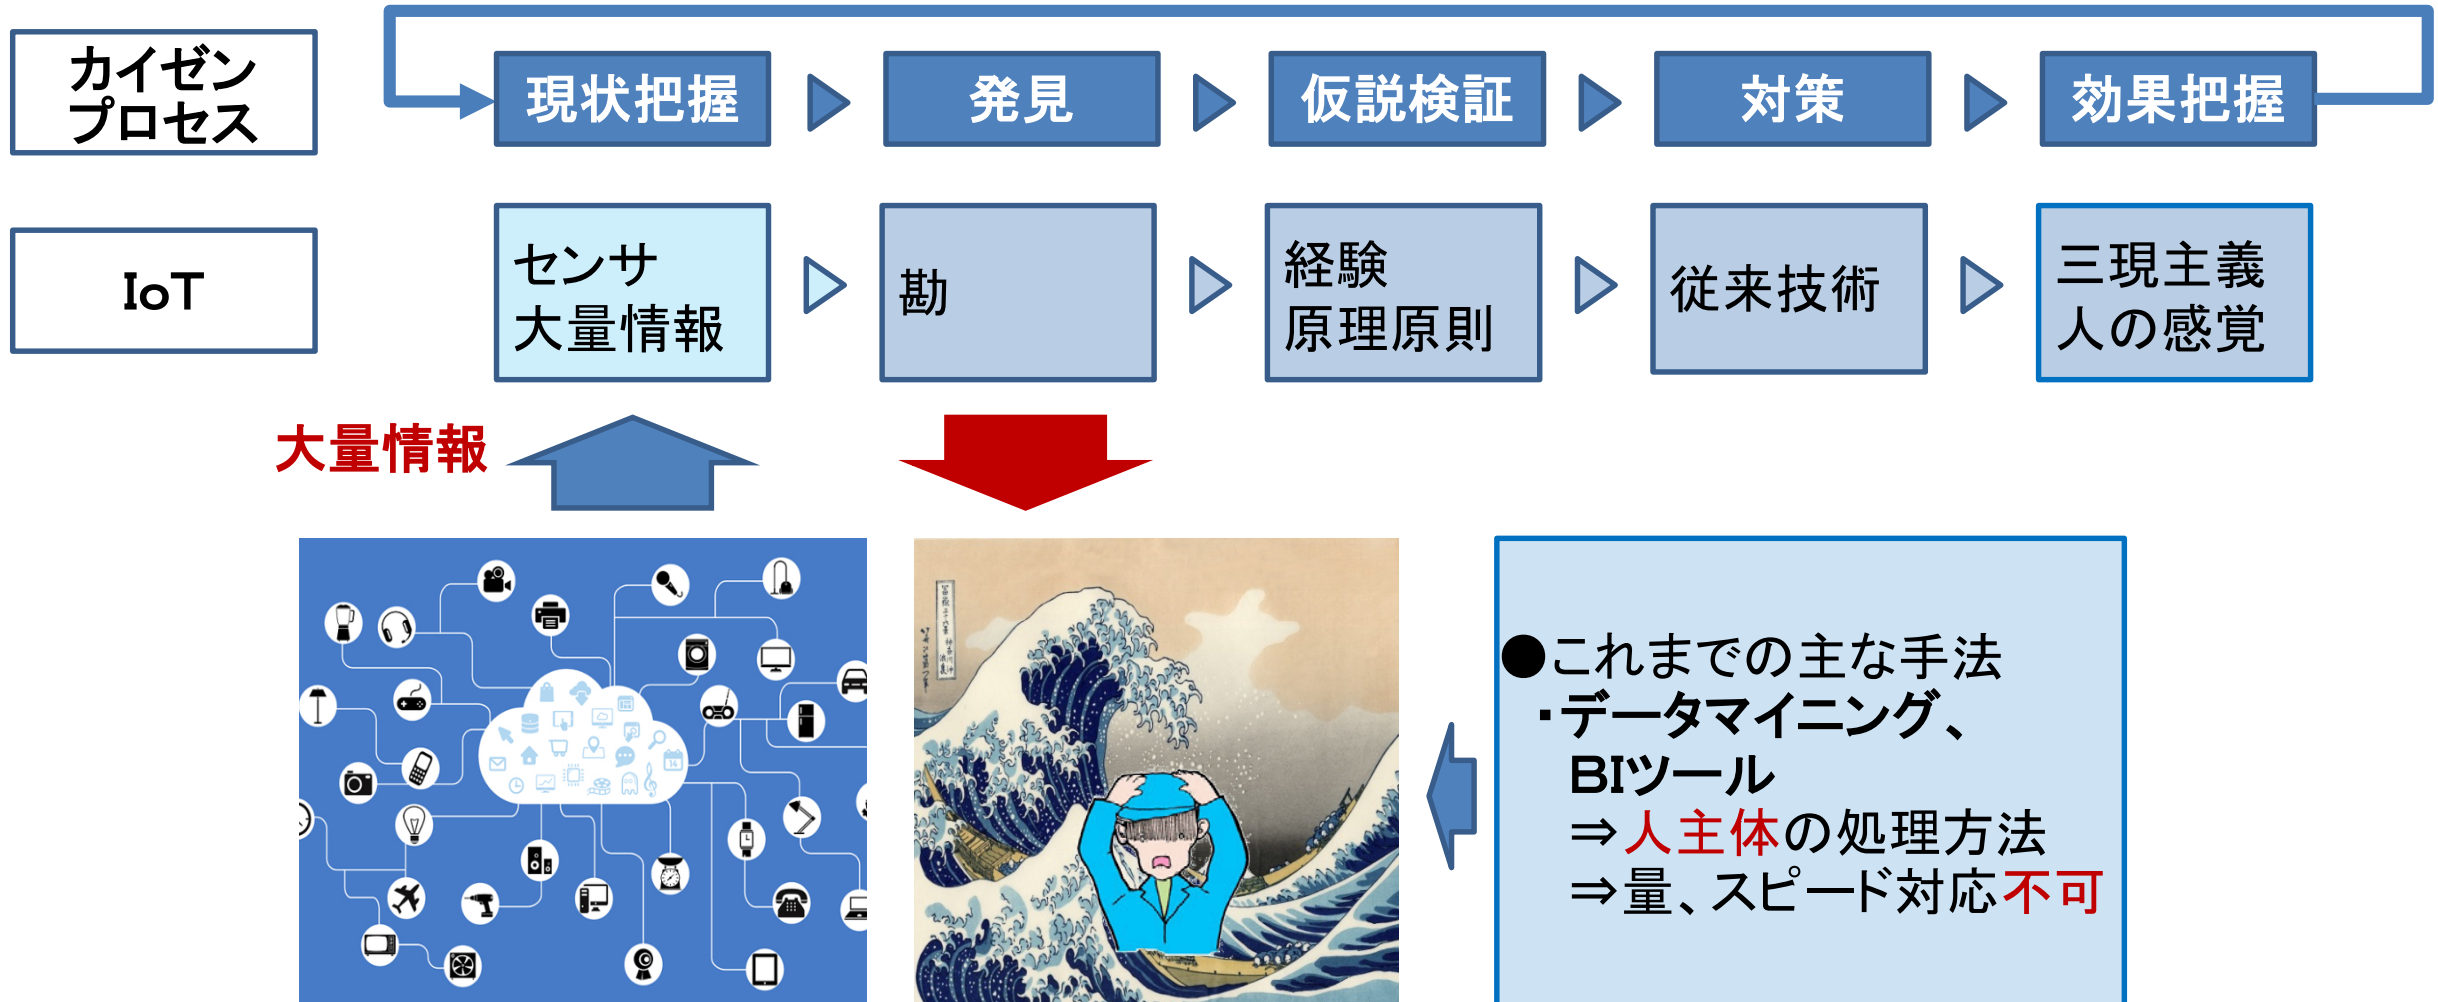 カイゼン
プロセス
現状把握
発見
仮説検証
対策
効果把握
IoT
センサ
大量情報
勘
経験
原理原則
従来技術
三現主義
人の感覚
大量情報
14
●これまでの主な手法
・データマイニング、
BIツール
⇒人主体の処理方法
⇒量、スピード対応不可